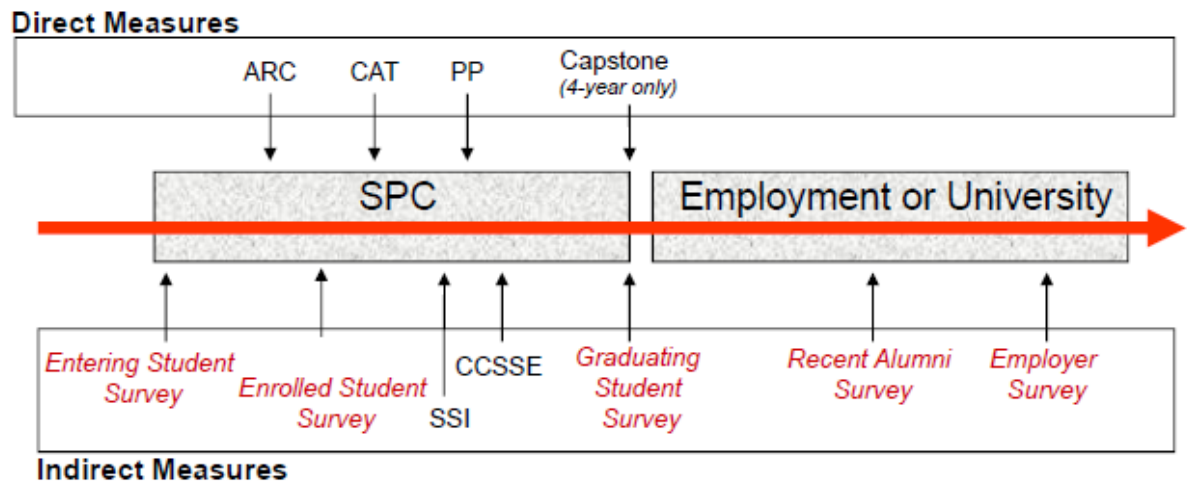 Direct Measures
ARC
CAT
PP
Capstone
(4-year only)
SPC
Employment or University
Entering Student
Survey
Enrolled Student
Survey
SSI
CCSSE
Graduating
Student
Survey
Recent Alumni
Survey
Employer
Survey
Indirect Measures